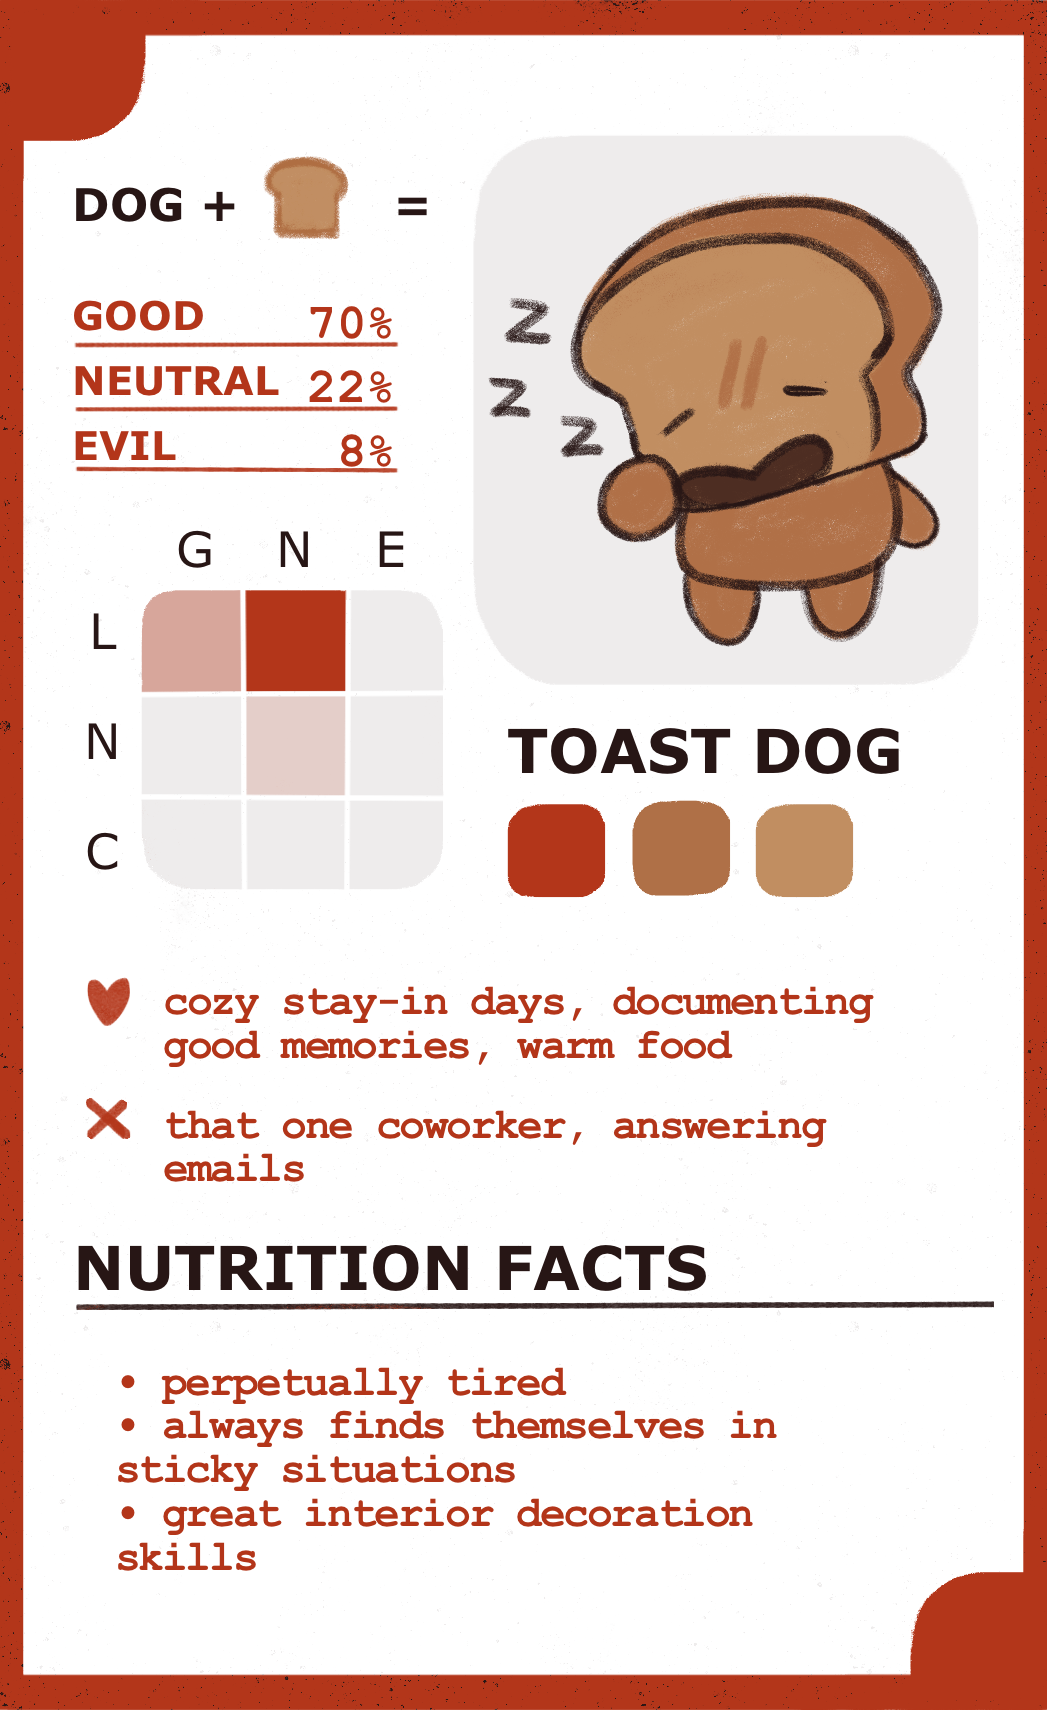 DOG + =
GOOD 70%
NEUTRAL 22%
EVIL 8%
Z
Z
Z
G N E
L
N
C
TOAST DOG
cozy stay-in days, documenting
good memories, warm food
that one coworker, answering
emails
NUTRITION FACTS
• perpetually tired
• always finds themselves in
sticky situations
• great interior decoration
skills